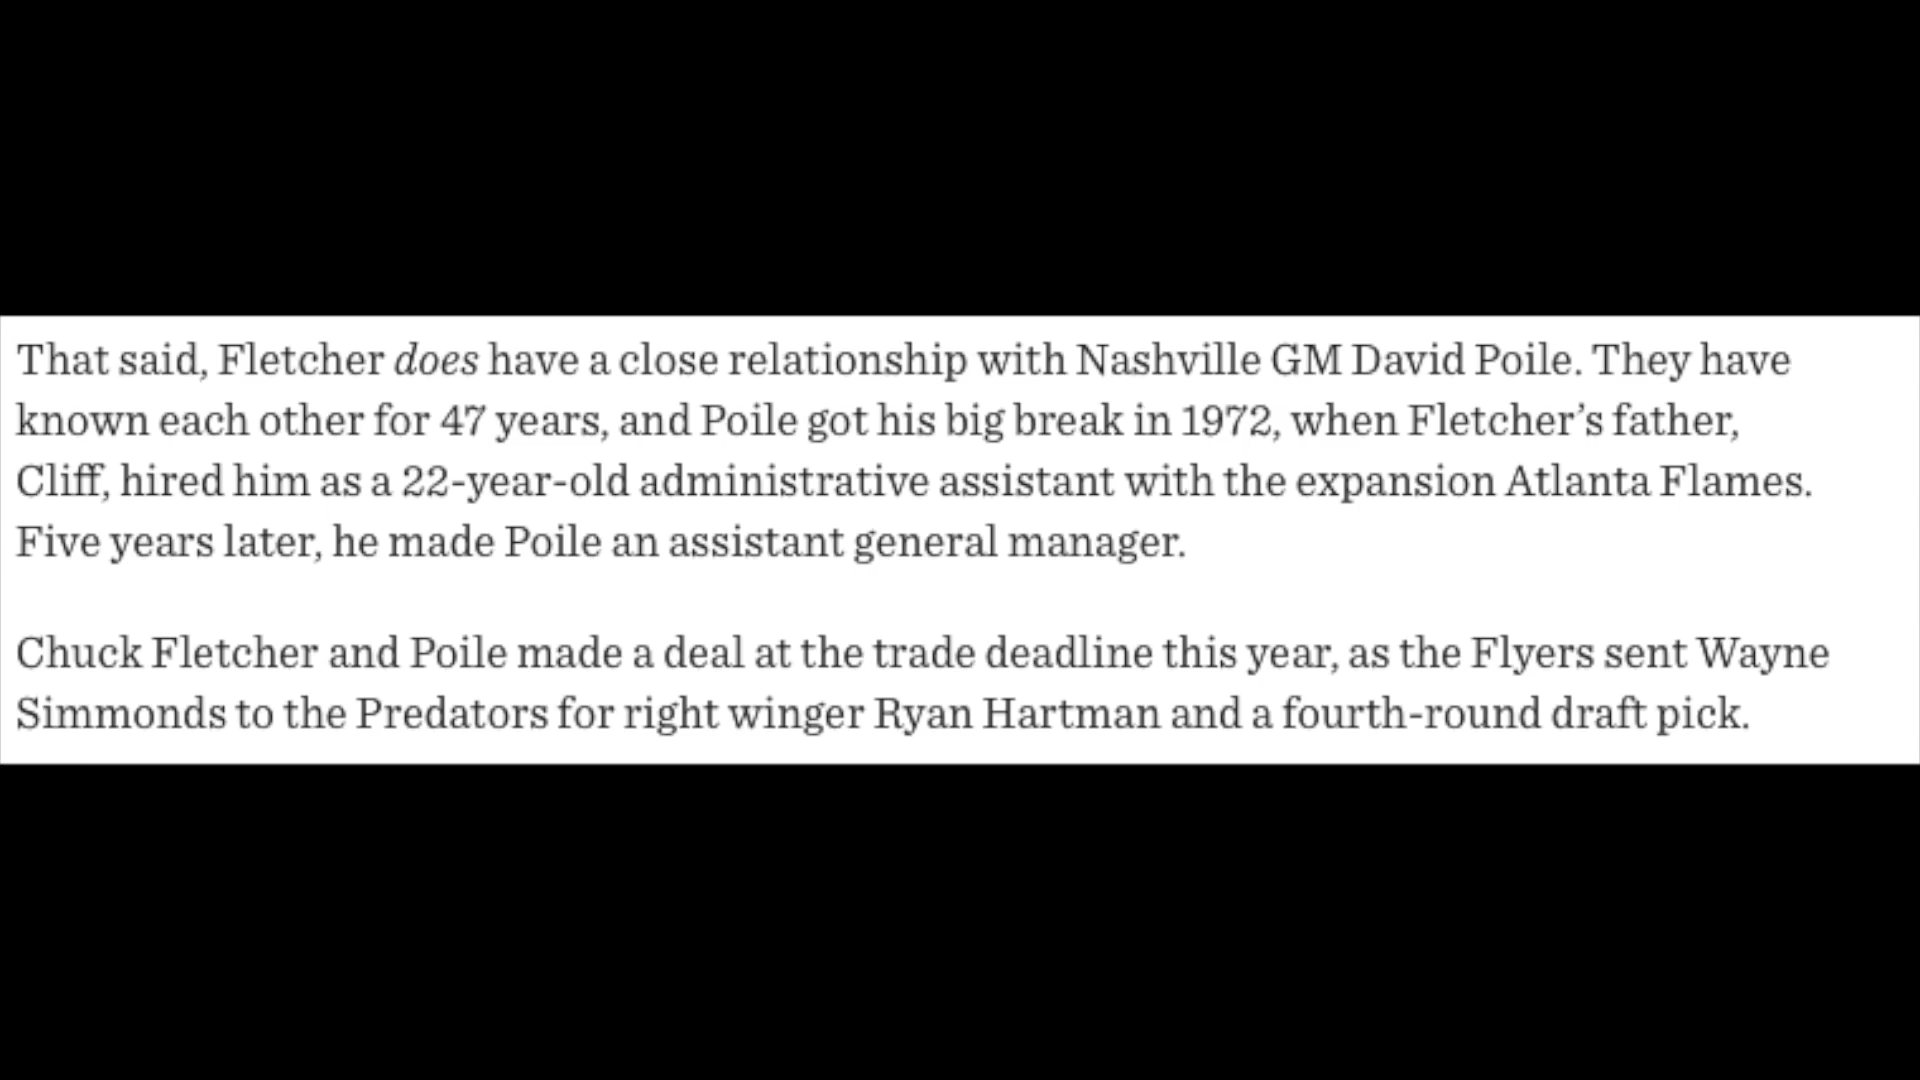 That said, Fletcher does have a close relationship with Nashville GM David Poile. They have
known each other for 47 years, and Poile got his big break in 1972, when Fletcher’s father,
Cliff, hired him as a 22-year-old administrative assistant with the expansion Atlanta Flames.
Five years later, he made Poile an assistant general manager.
Chuck Fletcher and Poile made a deal at the trade deadline this year, as the Flyers sent Wayne
Simmonds to the Predators for right winger Ryan Hartman and a fourth-round draft pick.